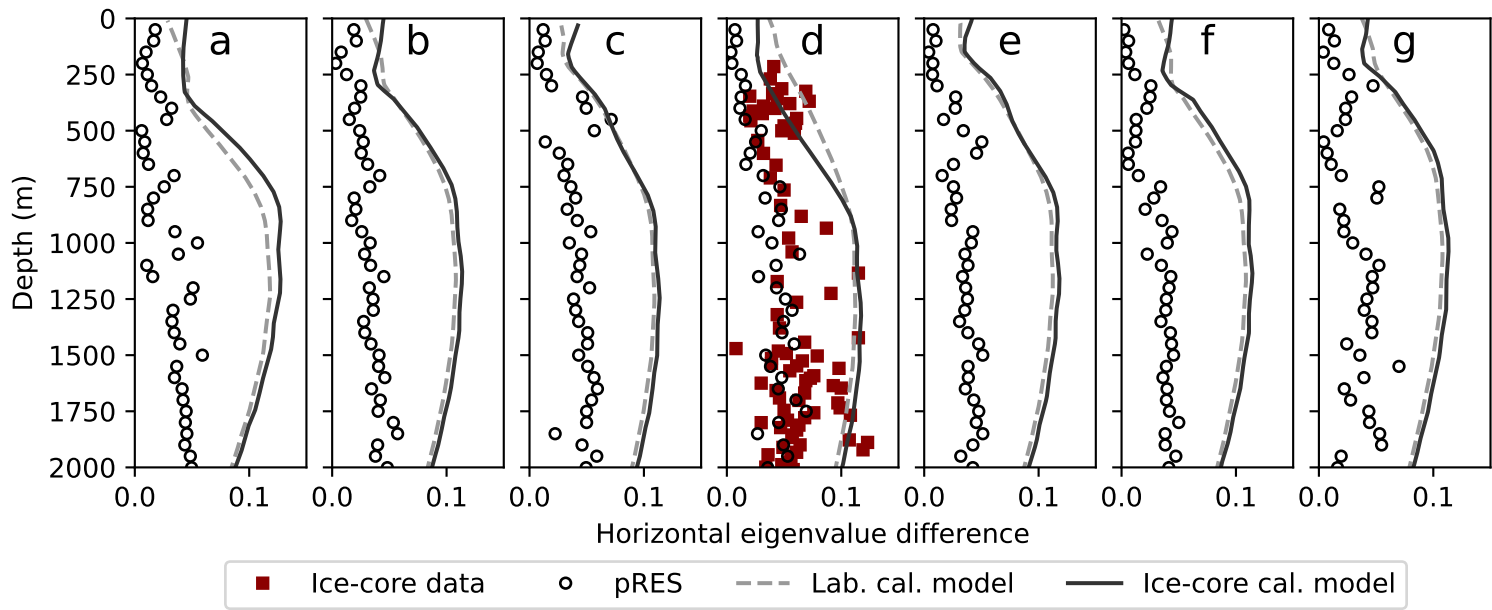 0
250
500
750
1000
1250
1500
1750
2000
Depth (m)
a b c d e f g
0.0 0.1 0.0 0.1 0.0 0.1 0.0 0.1 0.0 0.1 0.0 0.1 0.0 0.1
Horizontal eigenvalue difference
Ice-core data pRES Lab. cal. model Ice-core cal. model